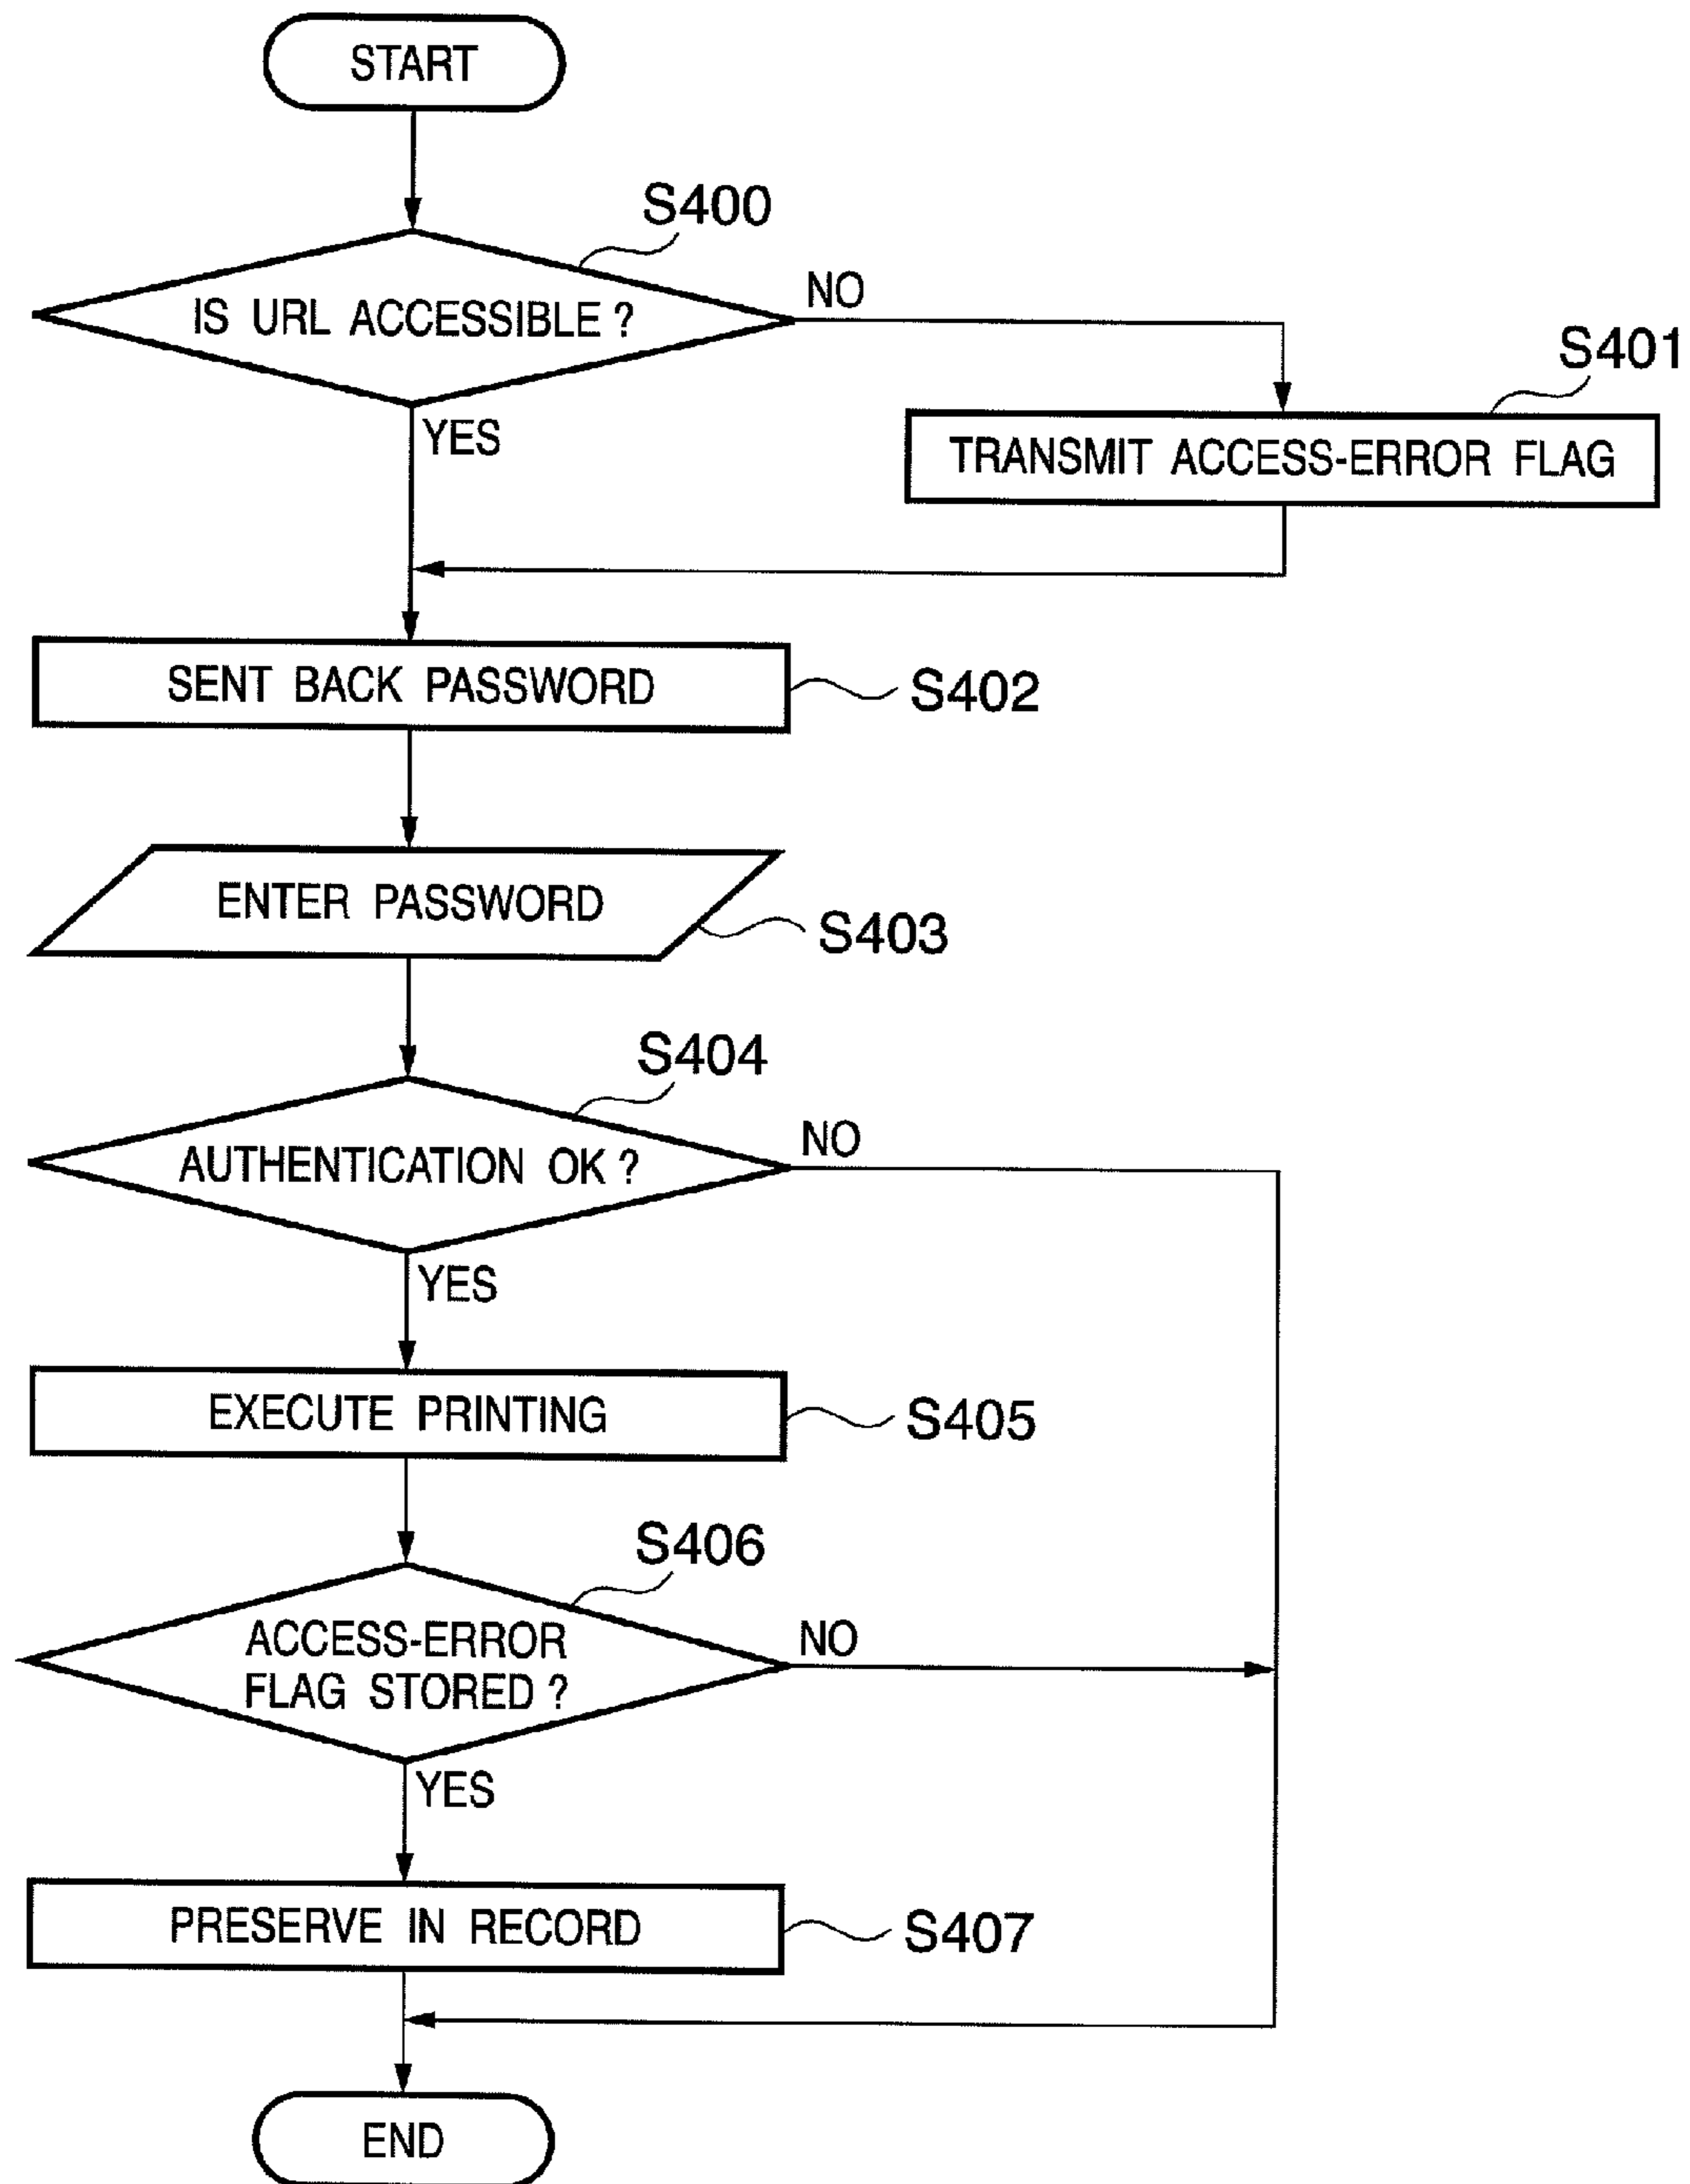 START
S400
IS URL ACCESSIBLE ?
NO
S401
YES
TRANSMIT ACCESS-ERROR FLAG
SENT BACK PASSWORD
S402
ENTER PASSWORD
S403
S404
AUTHENTICATION OK ?
NO
YES
EXECUTE PRINTING
S405
S406
ACCESS-ERROR
FLAG STORED ?
NO
YES
PRESERVE IN RECORD
S407
END